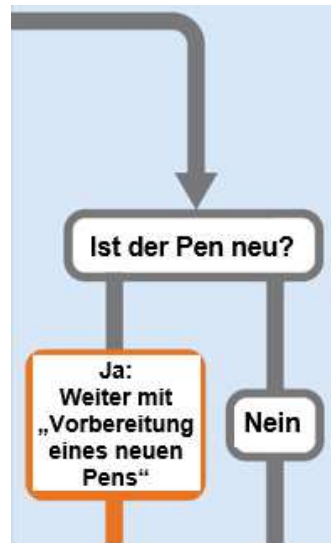 Ist der Pen neu?
Ja:
Weiter mit
„Vorbereitung
eines neuen
Pens“
Nein